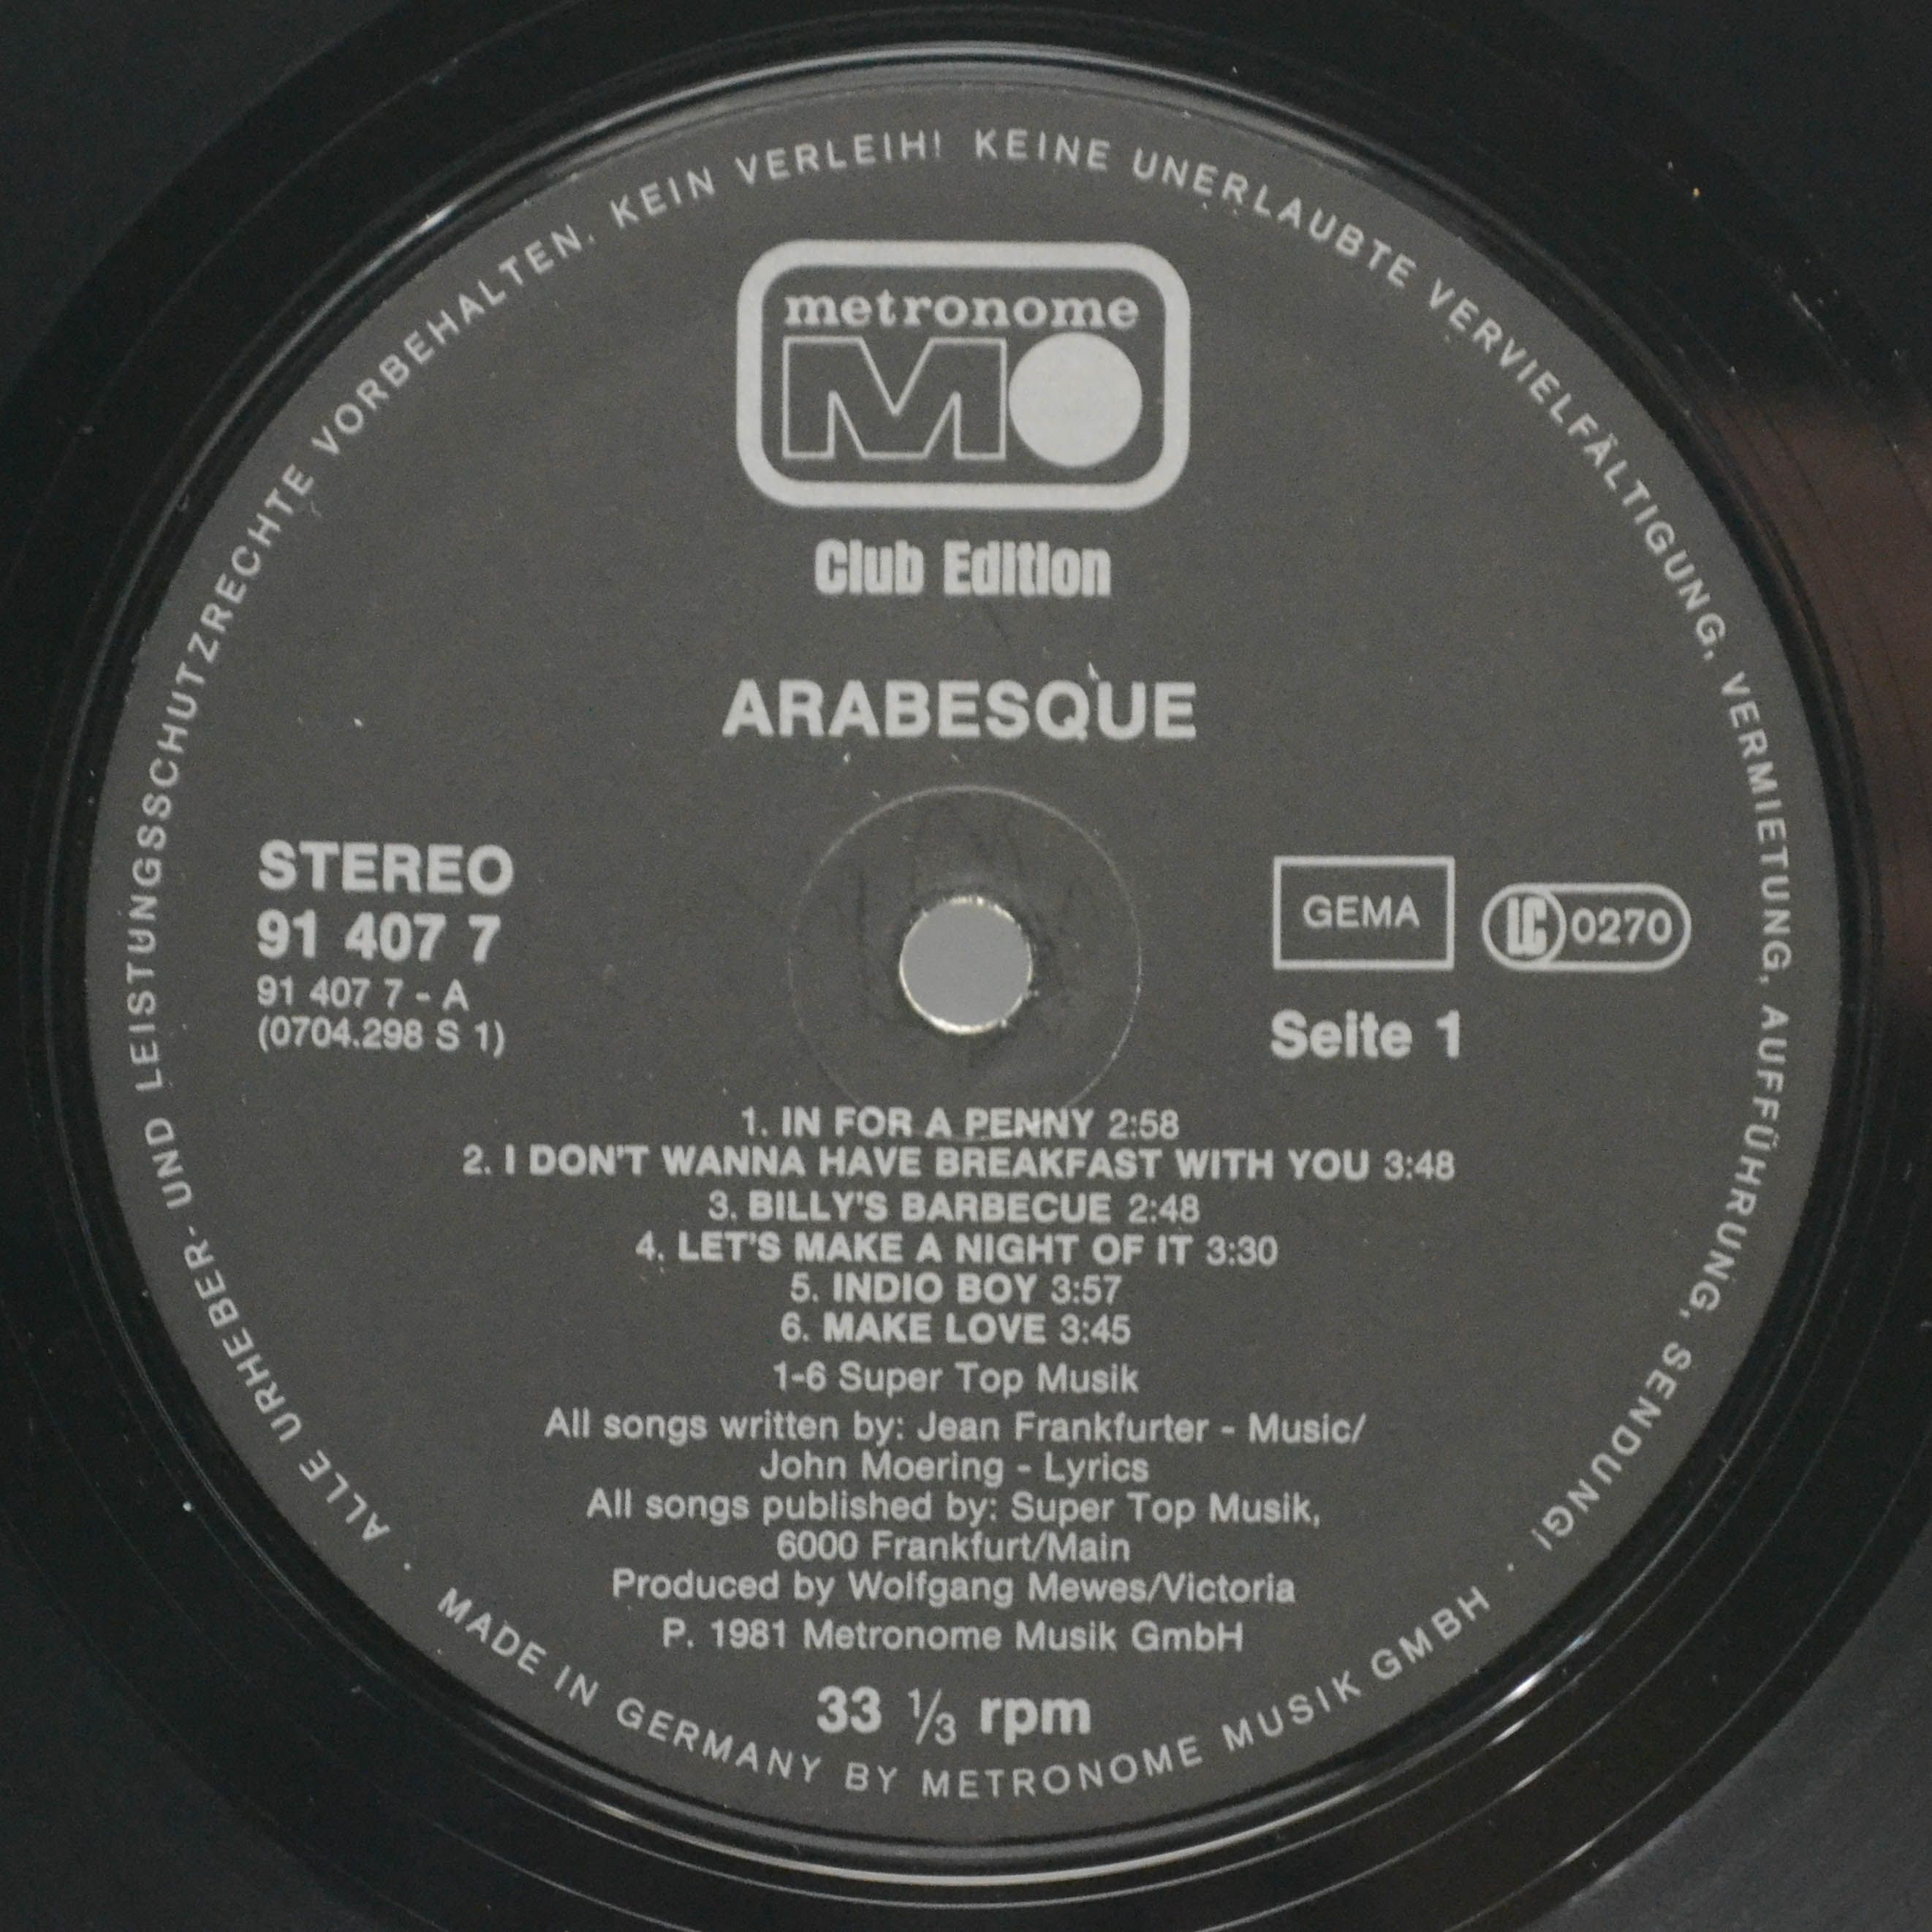 ALLE URHEBER- UND LEISTUNGSSCHUTZRECHTE VORBEHALTEN. KEIN VERLEIH! KEINE UNERLAUBTE VERVIELFÄLTIGUNG, VERMIETUNG, AUFFÜHRUNG, SENDUNG!
metronome
MO
Club Edition
ARABESQUE
STEREO
91 407 7
91 407 7 - A
(0704.298 S 1)
GEMA
LC 0270
Seite 1
1. IN FOR A PENNY 2:58
2. I DON'T WANNA HAVE BREAKFAST WITH YOU 3:48
3. BILLY'S BARBECUE 2:48
4. LET'S MAKE A NIGHT OF IT 3:30
5. INDIO BOY 3:57
6. MAKE LOVE 3:45
1-6 Super Top Musik
All songs written by: Jean Frankfurter - Music/
John Moering - Lyrics
All songs published by: Super Top Musik,
6000 Frankfurt/Main
Produced by Wolfgang Mewes/Victoria
P. 1981 Metronome Musik GmbH
33 1/3 rpm
· MADE IN GERMANY BY METRONOME MUSIK GMBH ·